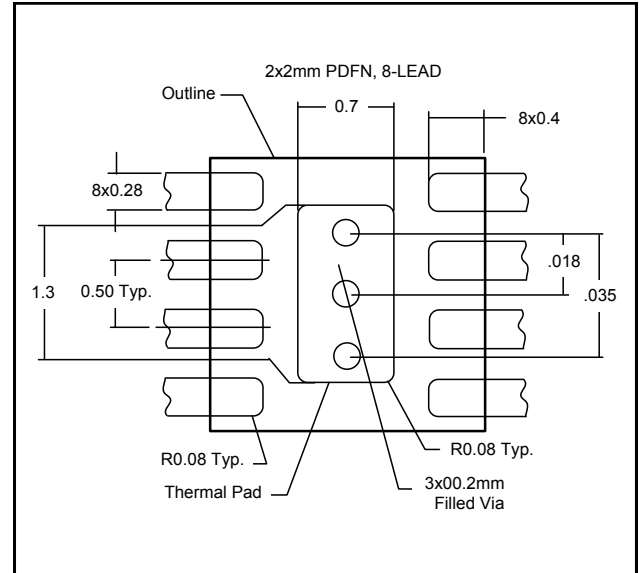 2x2mm PDFN, 8-LEAD
Outline
0.7
8x0.4
8x0.28
.018
1.3
0.50 Typ.
.035
R0.08 Typ.
R0.08 Typ.
Thermal Pad
3x00.2mm
Filled Via